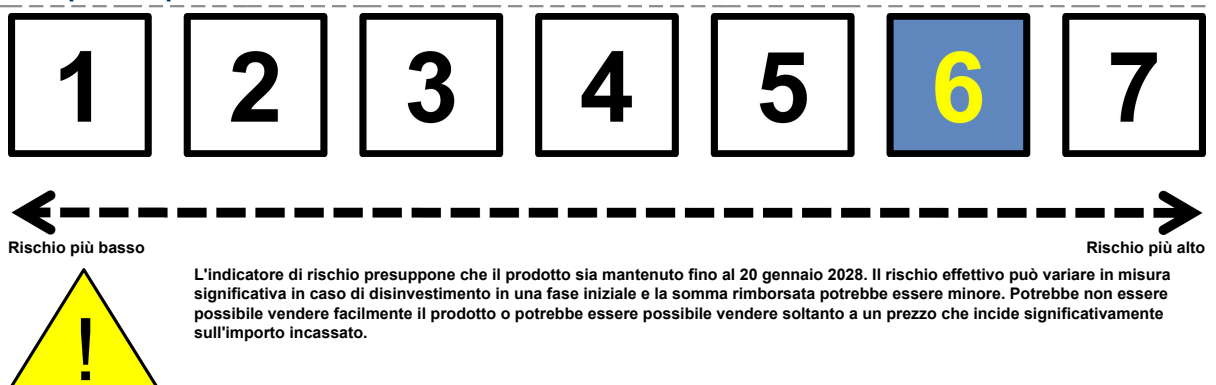 1 2 3 4 5 6 7
Rischio più basso Rischio più alto
L'indicatore di rischio presuppone che il prodotto sia mantenuto fino al 20 gennaio 2028. Il rischio effettivo può variare in misura
significativa in caso di disinvestimento in una fase iniziale e la somma rimborsata potrebbe essere minore. Potrebbe non essere
possibile vendere facilmente il prodotto o potrebbe essere possibile vendere soltanto a un prezzo che incide significativamente
sull'importo incassato.
!